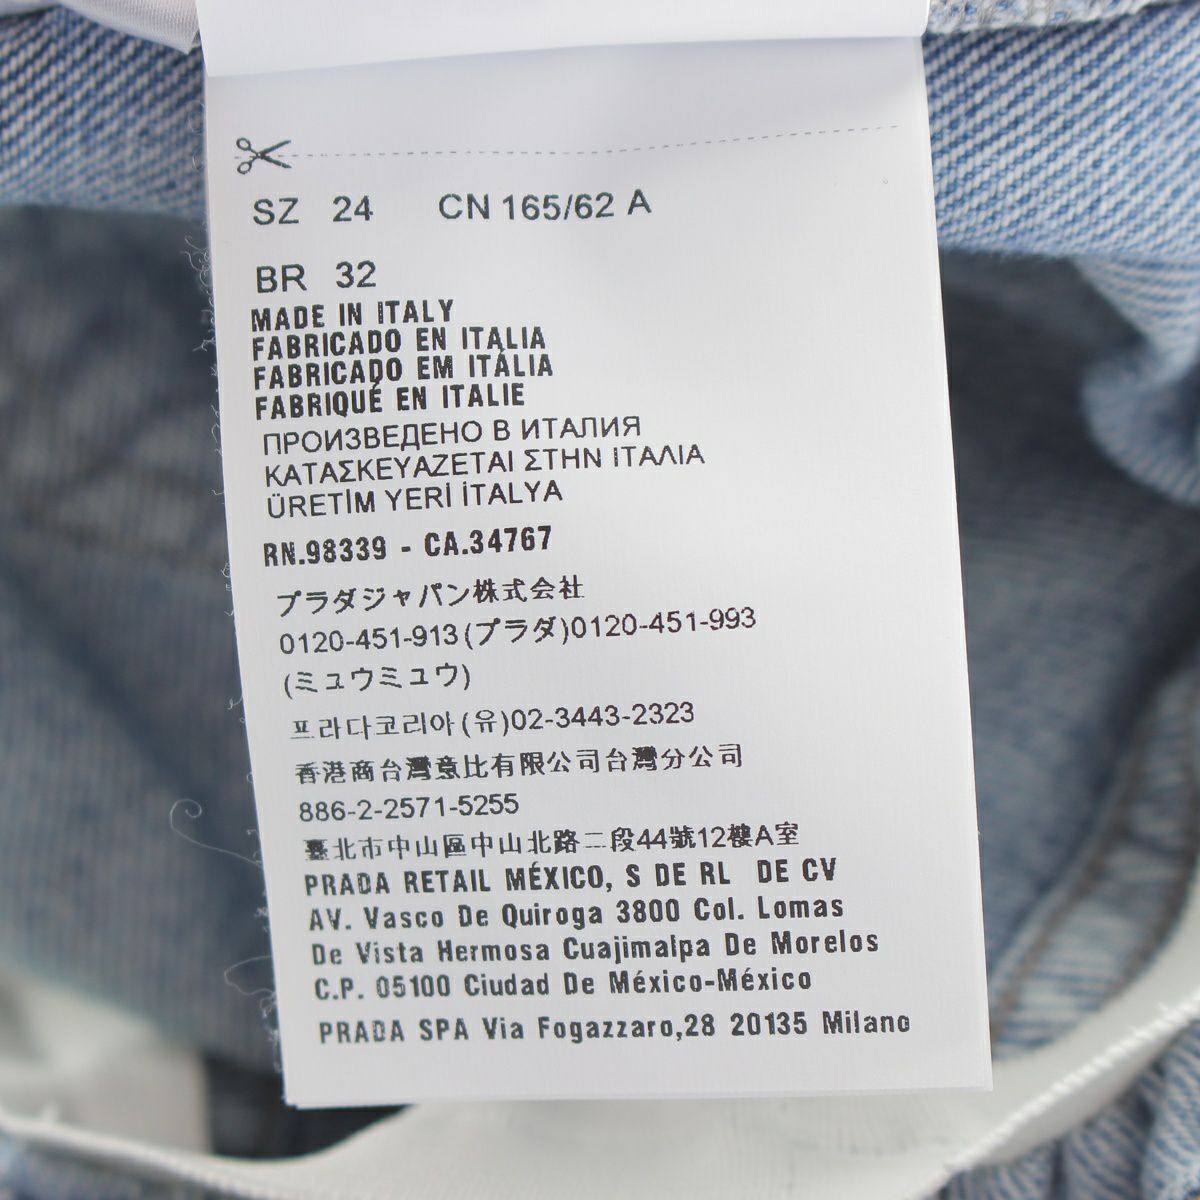 SZ 24 CN 165/62 A
BR 32
MADE IN ITALY
FABRICADO EN ITALIA
FABRICADO EM ITÁLIA
FABRIQUÉ EN ITALIE
ПРОИЗВЕДЕНО В ИТАЛИЯ
ΚΑΤΑΣΚΕΥΑΖΕΤΑΙ ΣΤΗΝ ΙΤΑΛΙΑ
ÜRETİM YERİ İTALYA
RN.98339 - CA.34767
プラダジャパン株式会社
0120-451-913(プラダ)0120-451-993
(ミュウミュウ)
프라다코리아(유)02-3443-2323
香港商台灣意比有限公司台灣分公司
886-2-2571-5255
臺北市中山區中山北路二段44號12樓A室
PRADA RETAIL MÉXICO, S DE RL DE CV
AV. Vasco De Quiroga 3800 Col. Lomas
De Vista Hermosa Cuajimalpa De Morelos
C.P. 05100 Ciudad De México-México
PRADA SPA Via Fogazzaro,28 20135 Milano